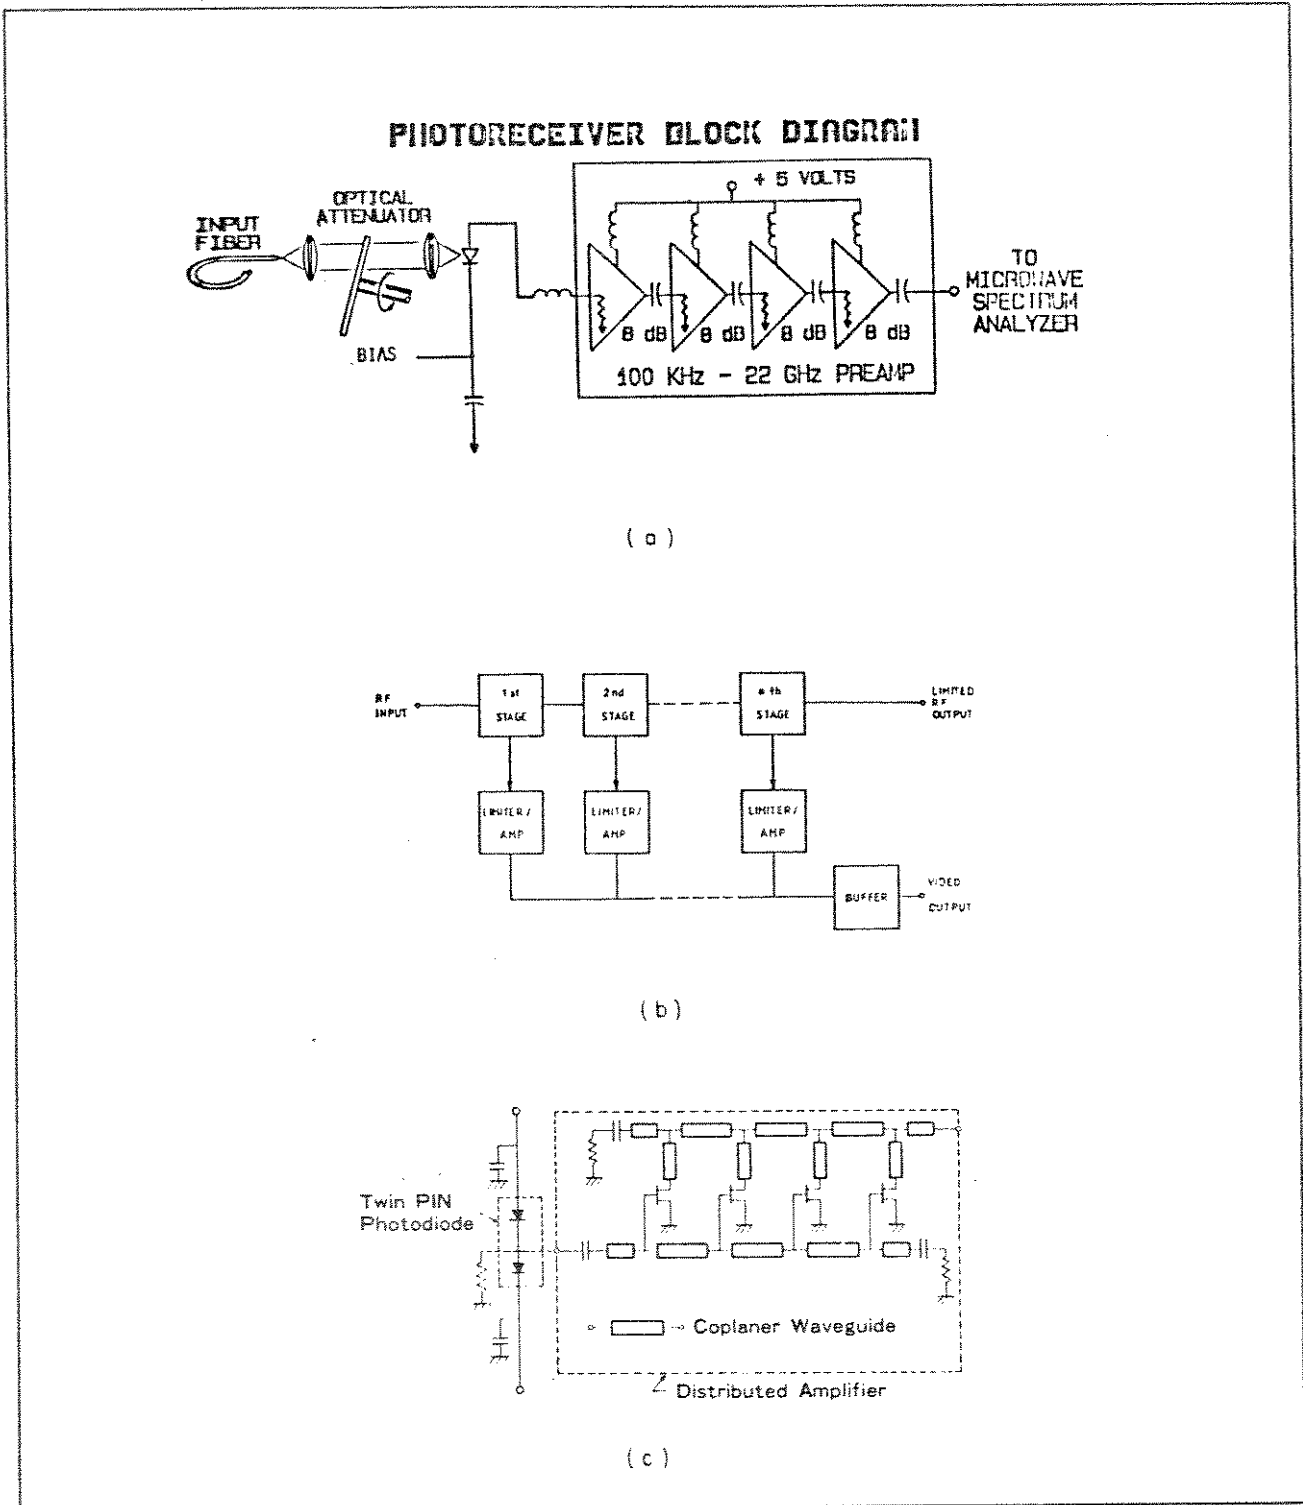 PHOTORECEIVER BLOCK DIAGRAM
+ 5 VOLTS
OPTICAL
ATTENUATOR
INPUT
FIBER
TO
MICROWAVE
SPECTRUM
ANALYZER
BIAS
8 dB 8 dB 8 dB 8 dB
100 KHz - 22 GHz PREAMP
(a)
RF
INPUT
1st
STAGE
2nd
STAGE
STAGE
LIMITED
RF
OUTPUT
LIMITER/
AMP
LIMITER/
AMP
LIMITER/
AMP
BUFFER
VIDEO
OUTPUT
(b)
Twin PIN
Photodiode
Coplaner Waveguide
Distributed Amplifier
(c)